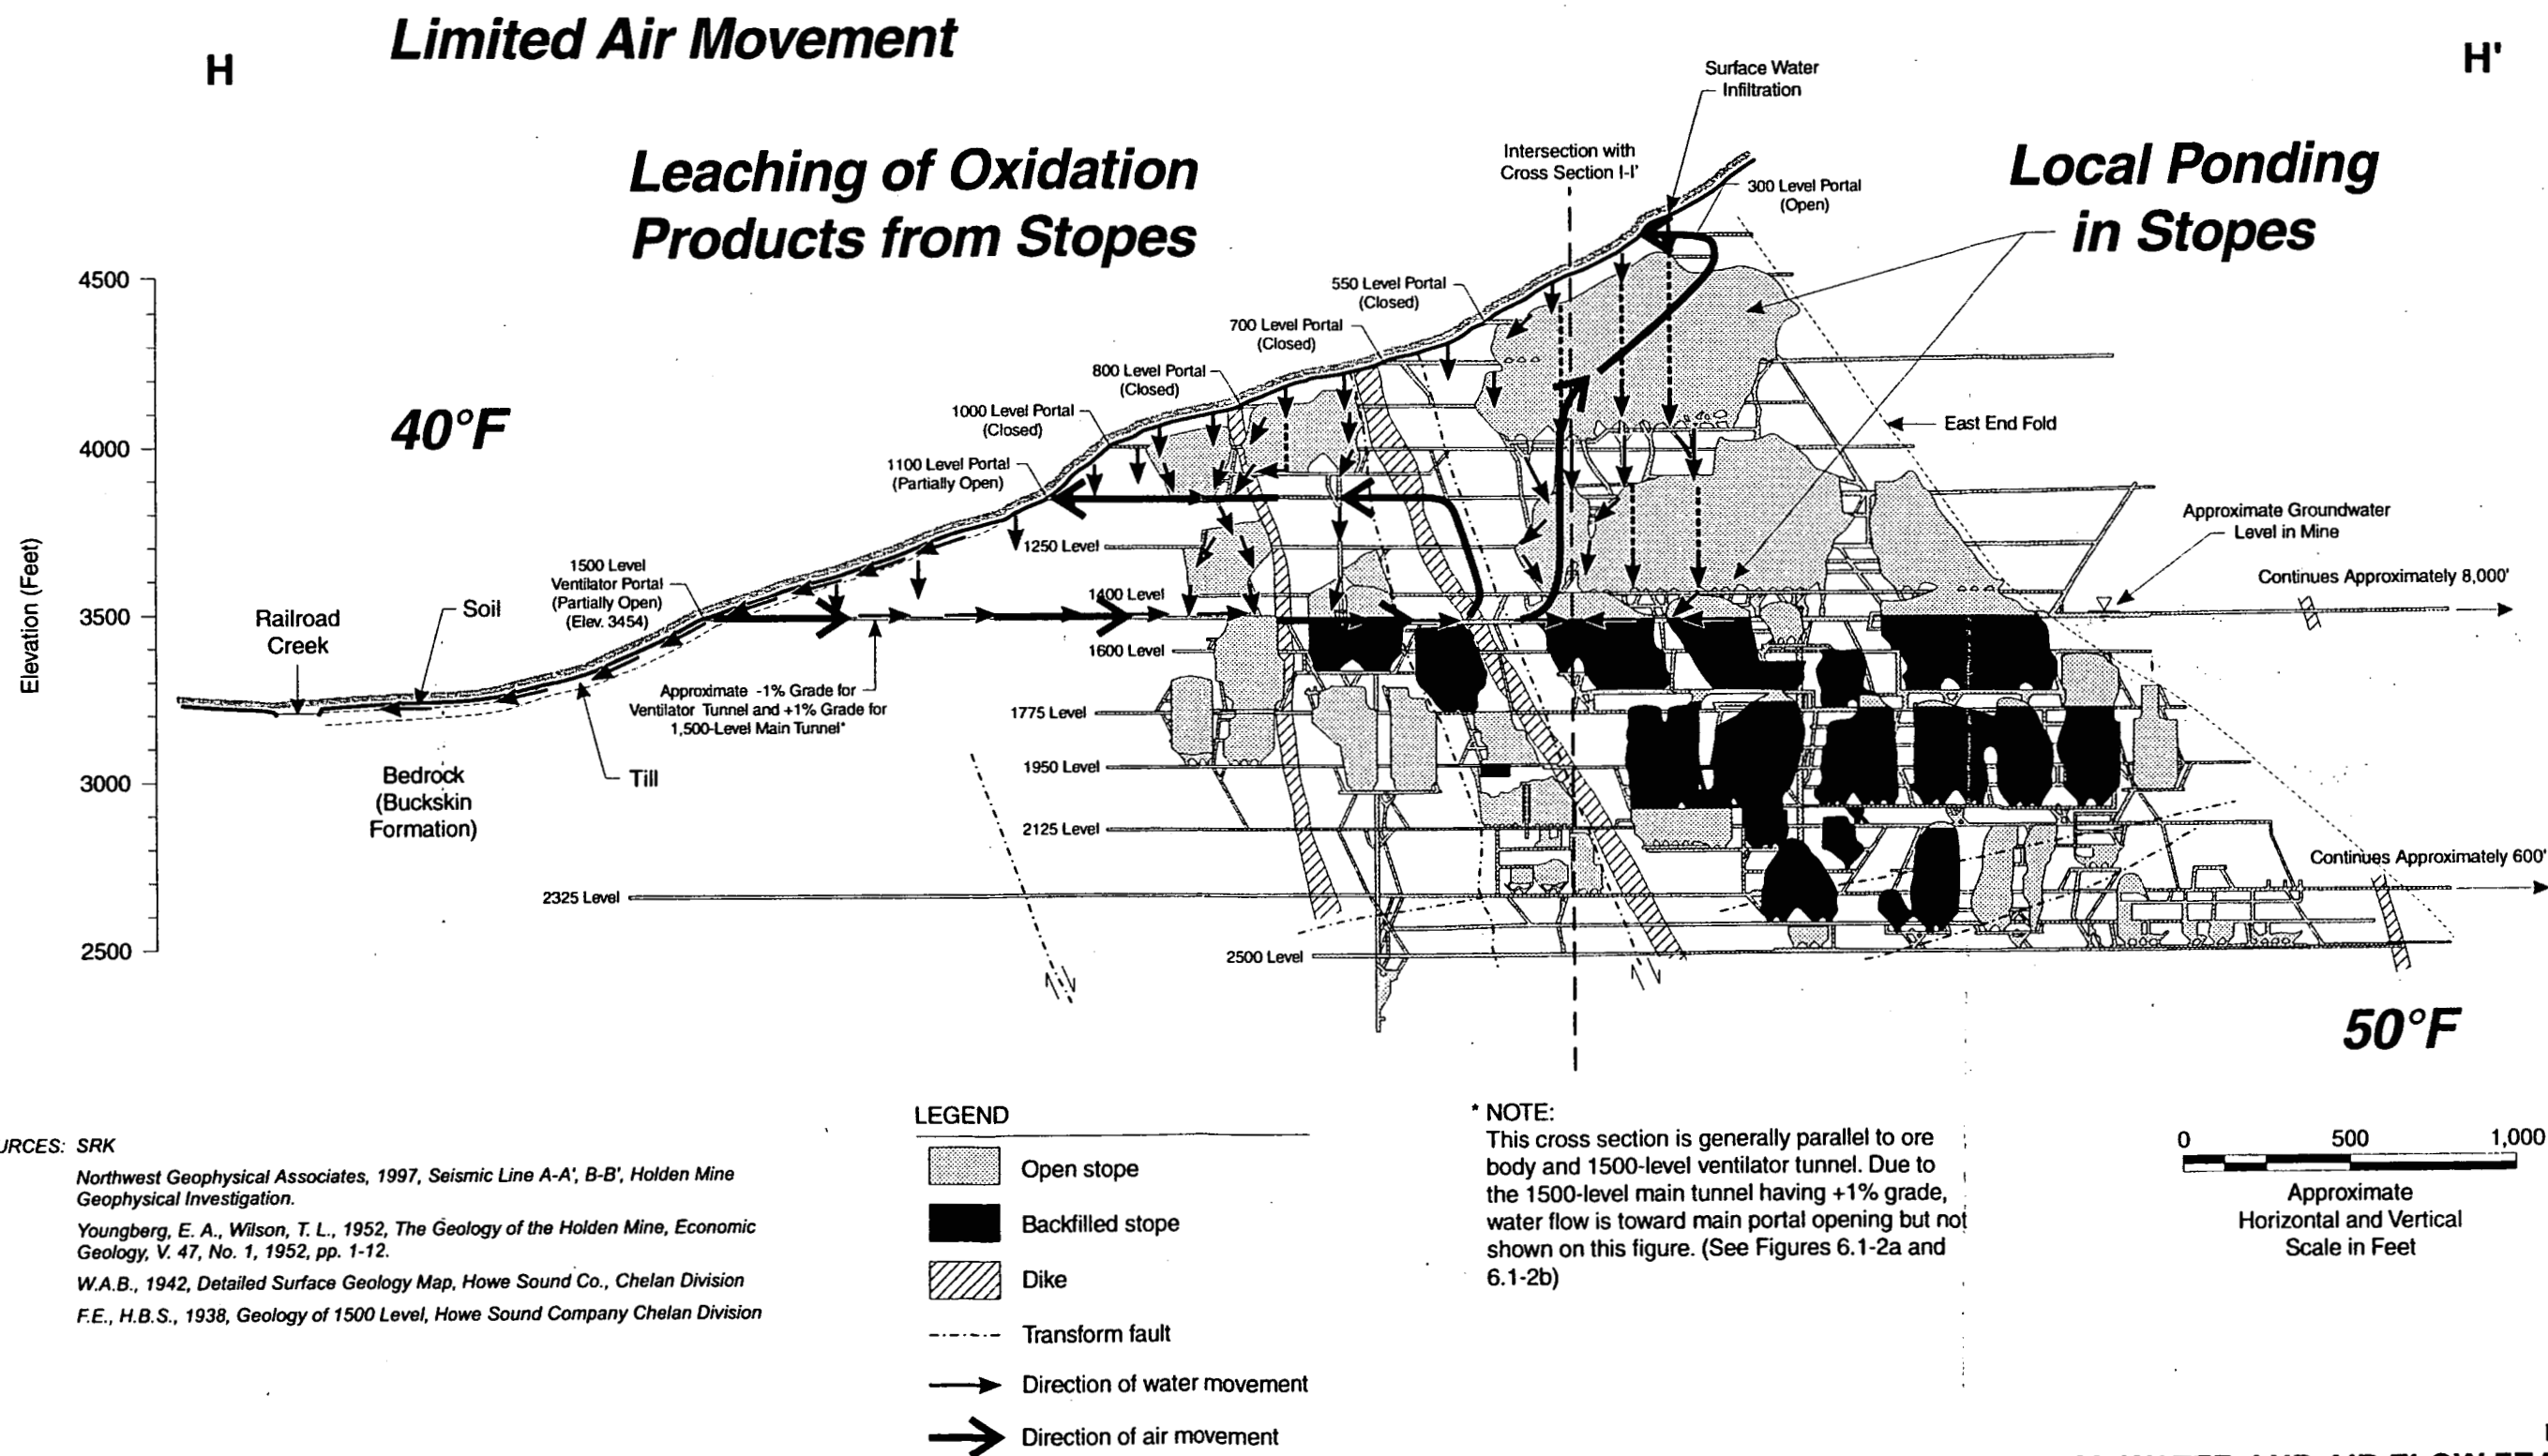 Limited Air Movement
H
H'
Surface Water
Infiltration
Leaching of Oxidation
Products from Stopes
Intersection with
Cross Section I-I'
Local Ponding
in Stopes
300 Level Portal
(Open)
550 Level Portal
(Closed)
700 Level Portal
(Closed)
800 Level Portal
(Closed)
1000 Level Portal
(Closed)
1100 Level Portal
(Partially Open)
40°F
East End Fold
Elevation (Feet)
4500
4000
3500
3000
2500
Approximate Groundwater
Level in Mine
Continues Approximately 8,000'
1250 Level
1400 Level
1500 Level
Ventilator Portal
(Partially Open)
(Elev. 3454)
Railroad
Creek
Soil
1600 Level
Approximate -1% Grade for
Ventilator Tunnel and +1% Grade for
1,500-Level Main Tunnel*
1775 Level
1950 Level
Bedrock
(Buckskin
Formation)
Till
2125 Level
Continues Approximately 600'
2325 Level
2500 Level
50°F
URCES: SRK
Northwest Geophysical Associates, 1997, Seismic Line A-A', B-B', Holden Mine
Geophysical Investigation.
Youngberg, E. A., Wilson, T. L., 1952, The Geology of the Holden Mine, Economic
Geology, V. 47, No. 1, 1952, pp. 1-12.
W.A.B., 1942, Detailed Surface Geology Map, Howe Sound Co., Chelan Division
F.E., H.B.S., 1938, Geology of 1500 Level, Howe Sound Company Chelan Division
LEGEND
Open stope
Backfilled stope
Dike
Transform fault
Direction of water movement
Direction of air movement
* NOTE:
This cross section is generally parallel to ore
body and 1500-level ventilator tunnel. Due to
the 1500-level main tunnel having +1% grade,
water flow is toward main portal opening but not
shown on this figure. (See Figures 6.1-2a and
6.1-2b)
0 500 1,000
Approximate
Horizontal and Vertical
Scale in Feet